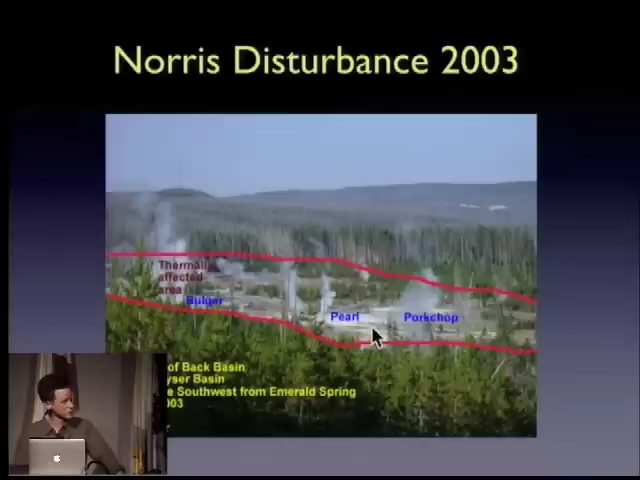 Norris Disturbance 2003
Thermally
affected
area
Bulger
Pearl
Porkchop
of Back Basin
yser Basin
e Southwest from Emerald Spring
003